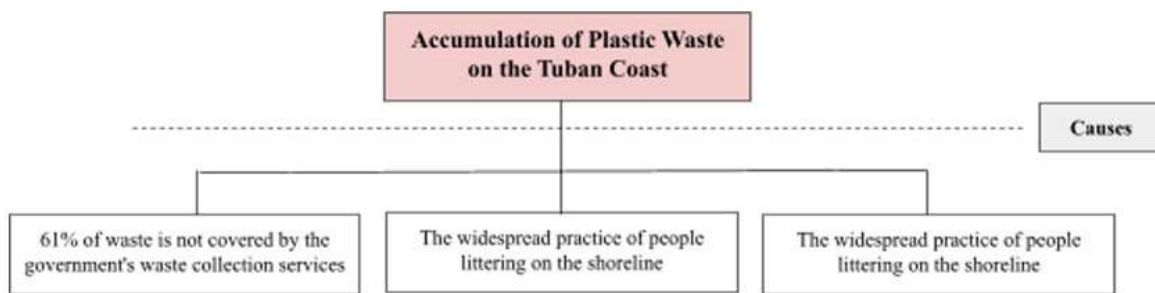 Accumulation of Plastic Waste
on the Tuban Coast
Causes
61% of waste is not covered by the
government's waste collection services
The widespread practice of people
littering on the shoreline
The widespread practice of people
littering on the shoreline